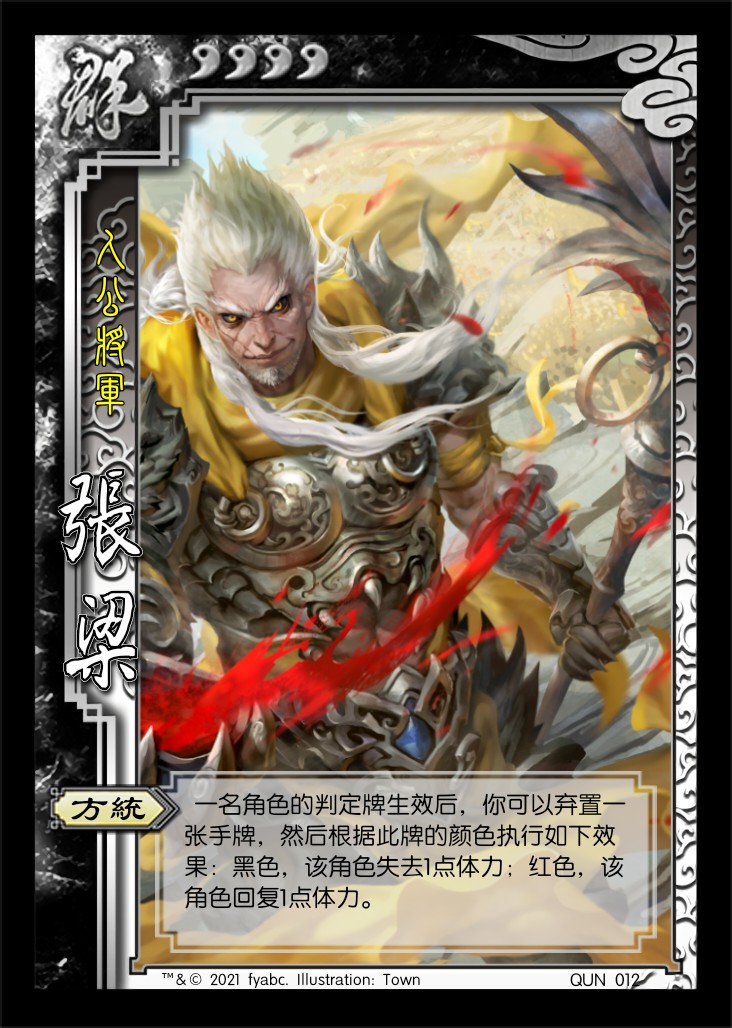 群
人公將軍
張梁
方統
一名角色的判定牌生效后，你可以弃置一
张手牌，然后根据此牌的颜色执行如下效
果：黑色，该角色失去1点体力；红色，该
角色回复1点体力。
™&© 2021 fyabc. Illustration: Town
QUN 012